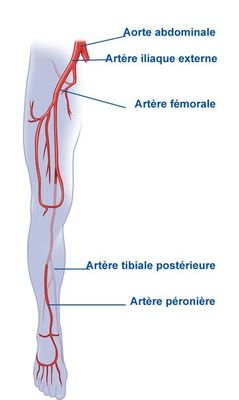 Aorte abdominale
Artère iliaque externe
Artère fémorale
Artère tibiale postérieure
Artère péronière